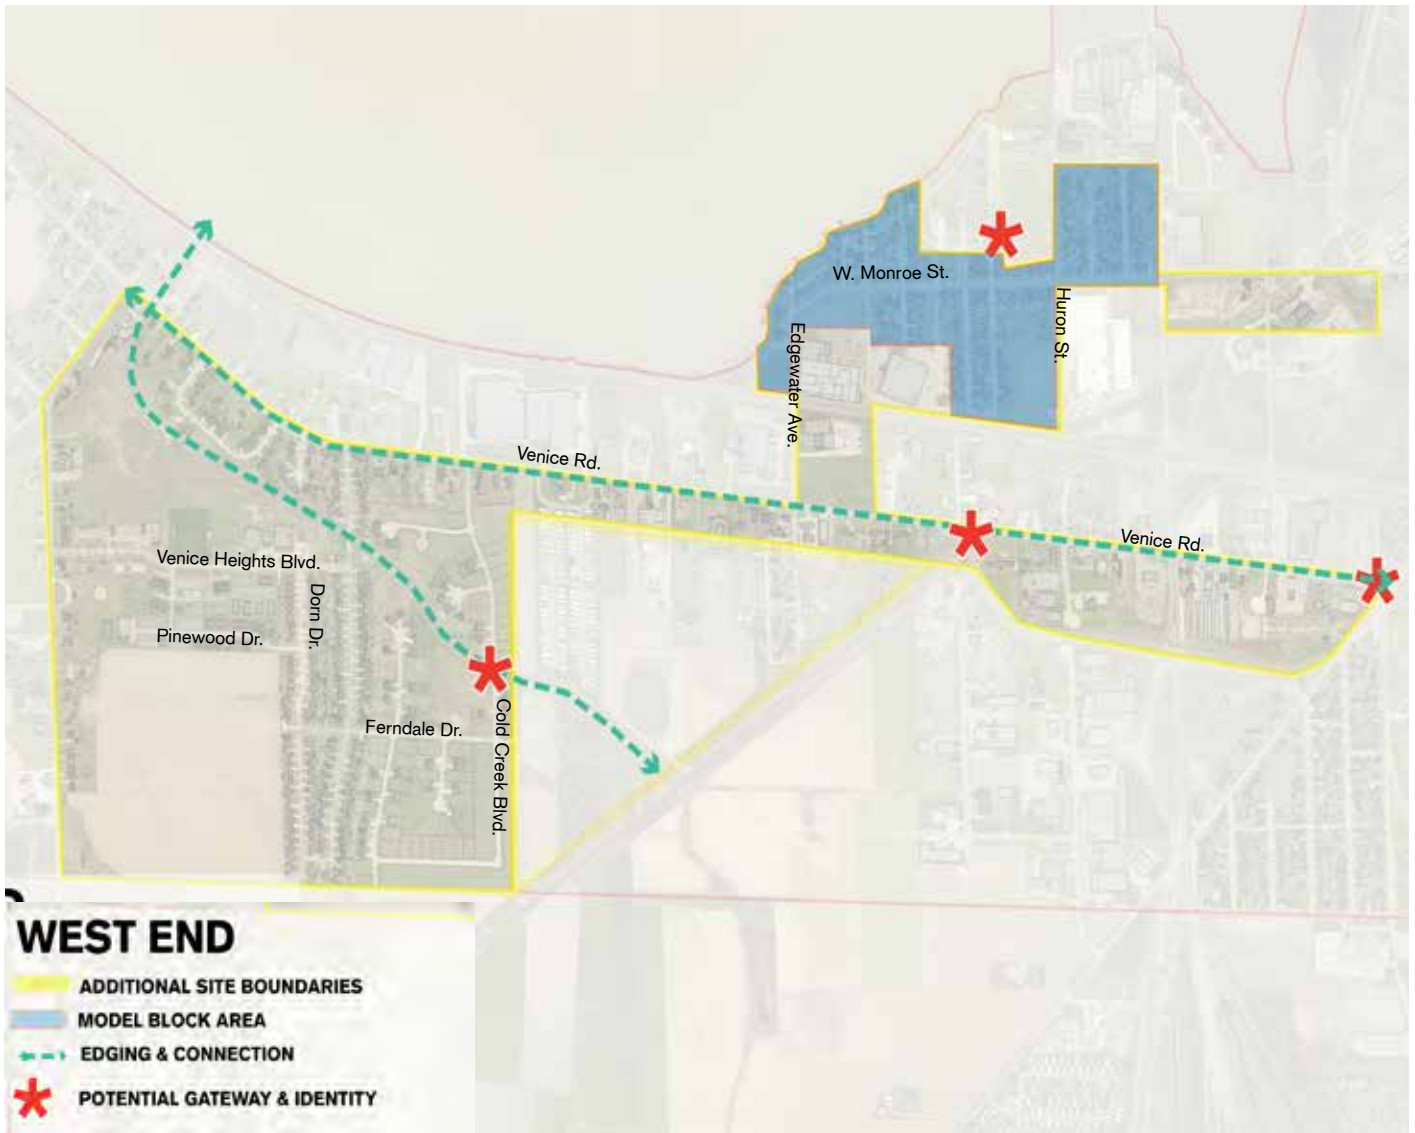 W. Monroe St.
Huron St.
Edgewater Ave.
Venice Rd.
Venice Rd.
Venice Heights Blvd.
Dorn Dr.
Pinewood Dr.
Ferndale Dr.
Cold Creek Blvd.
WEST END
ADDITIONAL SITE BOUNDARIES
MODEL BLOCK AREA
EDGING & CONNECTION
POTENTIAL GATEWAY & IDENTITY